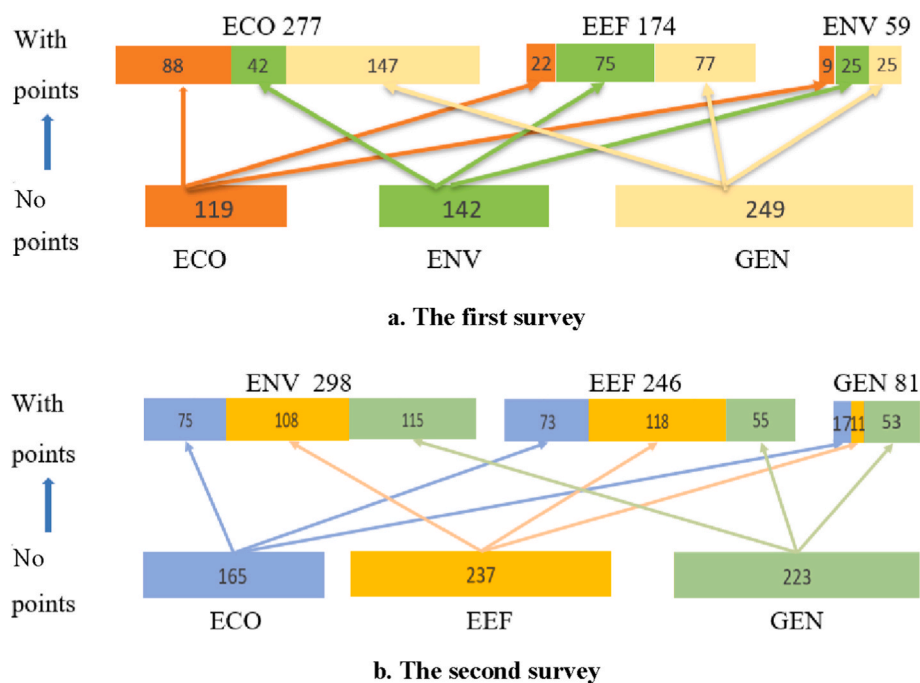 ECO 277 EEF 174 ENV 59
With points
88 42 147 22 75 77 9 25 25
No points
119 142 249
ECO ENV GEN
a. The first survey
ENV 298 EEF 246 GEN 81
With points
75 108 115 73 118 55 17 11 53
No points
165 237 223
ECO EEF GEN
b. The second survey